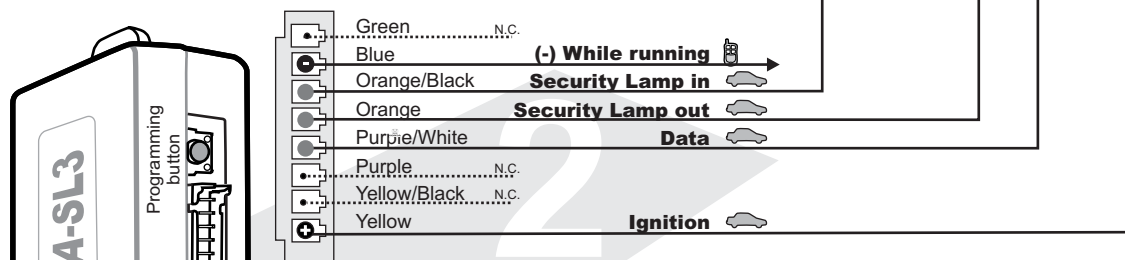 Green N.C.
Blue (-) While running
Orange/Black Security Lamp in
Orange Security Lamp out
Purple/White Data
Purple N.C.
Yellow/Black N.C.
Yellow Ignition
Programming
button
A-SL3
2